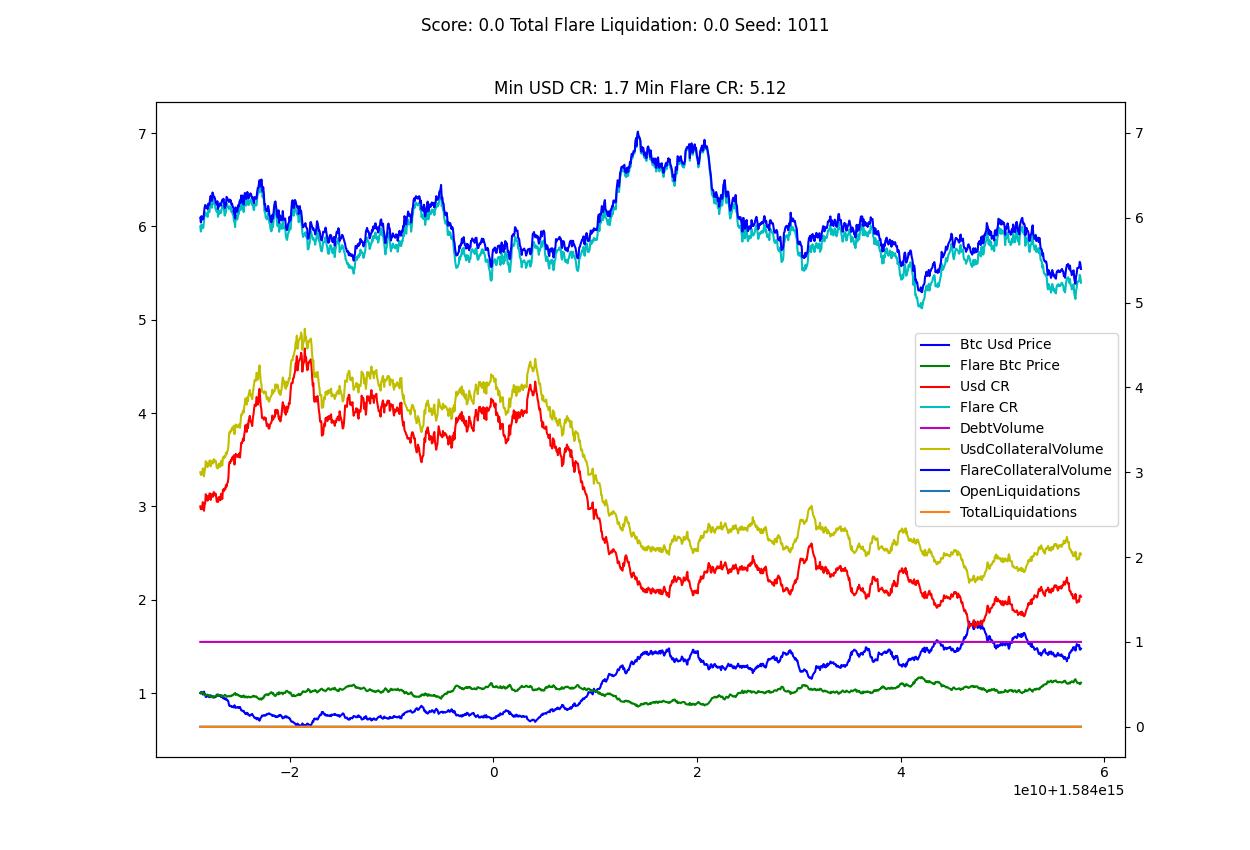 Score: 0.0 Total Flare Liquidation: 0.0 Seed: 1011
Min USD CR: 1.7 Min Flare CR: 5.12
7
6
5
4
3
2
1
7
6
5
4
3
2
1
0
Btc Usd Price
Flare Btc Price
Usd CR
Flare CR
DebtVolume
UsdCollateralVolume
FlareCollateralVolume
OpenLiquidations
TotalLiquidations
−2 0 2 4 6
1e10+1.584e15